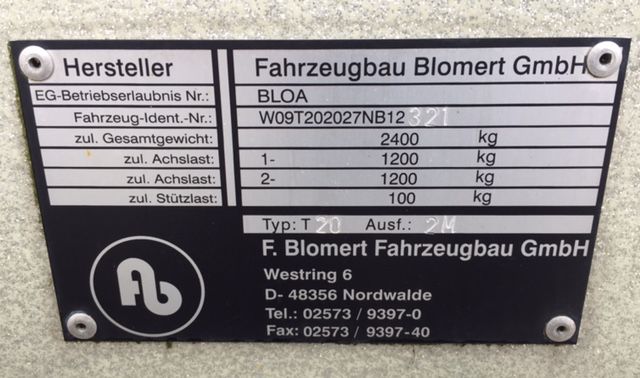 Hersteller Fahrzeugbau Blomert GmbH
EG-Betriebserlaubnis Nr.: BLOA
Fahrzeug-Ident.-Nr.: W09T202027NB12321
zul. Gesamtgewicht: 2400 kg
zul. Achslast: 1- 1200 kg
zul. Achslast: 2- 1200 kg
zul. Stützlast: 100 kg
Typ: T 20 Ausf.: 2M
F. Blomert Fahrzeugbau GmbH
Westring 6
D- 48356 Nordwalde
Tel.: 02573 / 9397-0
Fax: 02573 / 9397-40